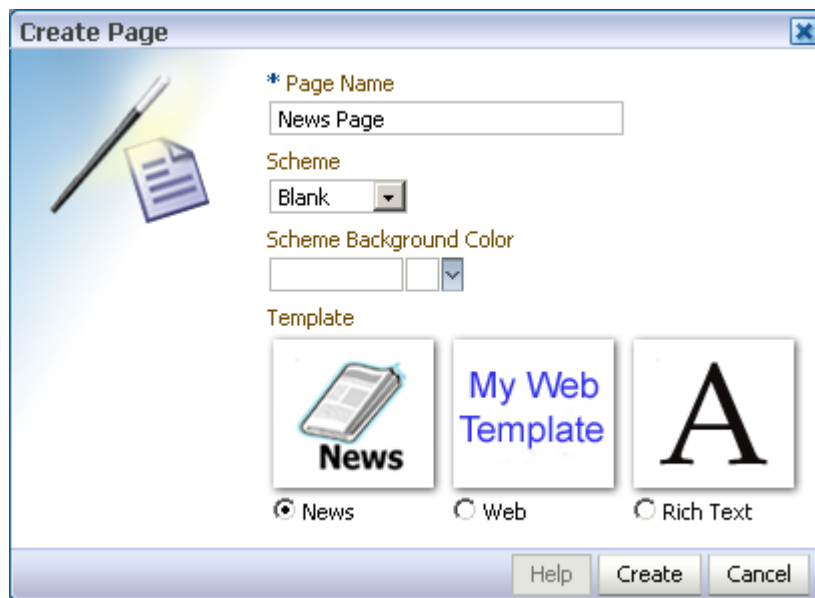 Create Page
* Page Name
News Page
Scheme
Blank
Scheme Background Color
Template
News
My Web
Template
A
News Web Rich Text
Help Create Cancel